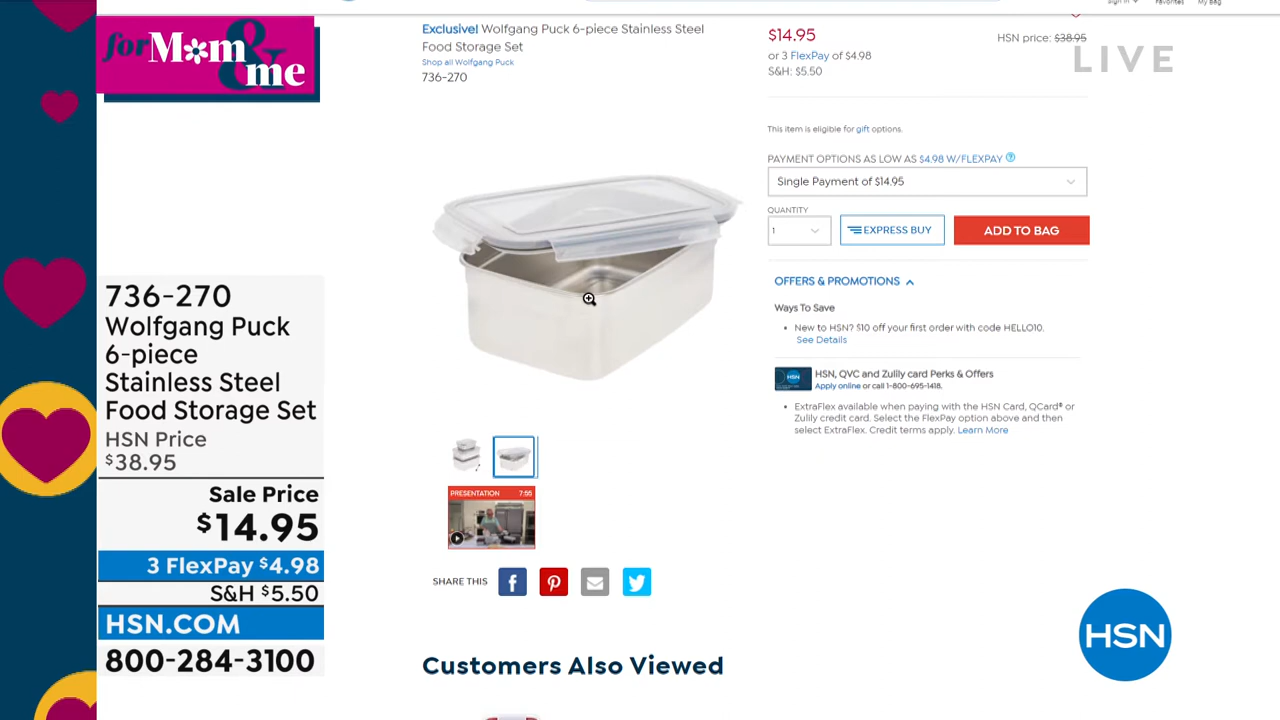 Sign In
Favorites
My Bag
for Mom
&
me
Exclusive! Wolfgang Puck 6-piece Stainless Steel
Food Storage Set
Shop all Wolfgang Puck
736-270
$14.95
HSN price: $38.95
or 3 FlexPay of $4.98
S&H: $5.50
LIVE
This item is eligible for gift options.
PAYMENT OPTIONS AS LOW AS $4.98 W/FLEXPAY ?
Single Payment of $14.95
QUANTITY
1
EXPRESS BUY
ADD TO BAG
OFFERS & PROMOTIONS
Ways To Save
• New to HSN? $10 off your first order with code HELLO10.
See Details
HSN
HSN, QVC and Zulily card Perks & Offers
Apply online or call 1-800-695-1418.
• ExtraFlex available when paying with the HSN Card, QCard® or
Zulily credit card. Select the FlexPay option above and then
select ExtraFlex. Credit terms apply. Learn More
PRESENTATION 7:55
SHARE THIS
Customers Also Viewed
736-270
Wolfgang Puck
6-piece
Stainless Steel
Food Storage Set
HSN Price
$38.95
Sale Price
$14.95
3 FlexPay $4.98
S&H $5.50
HSN.COM
800-284-3100
HSN